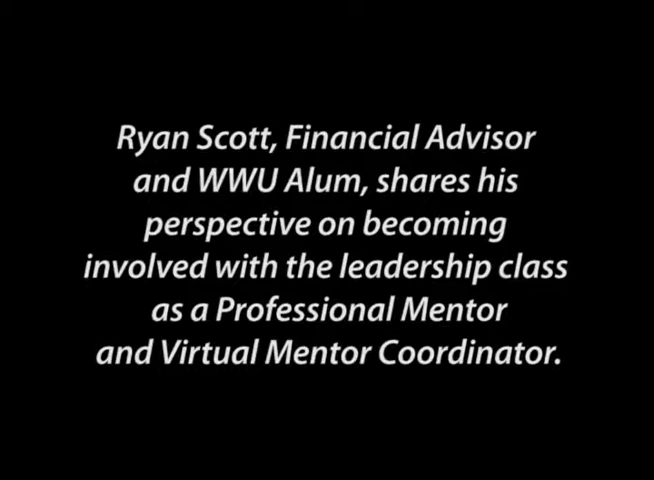 Ryan Scott, Financial Advisor
and WWU Alum, shares his
perspective on becoming
involved with the leadership class
as a Professional Mentor
and Virtual Mentor Coordinator.